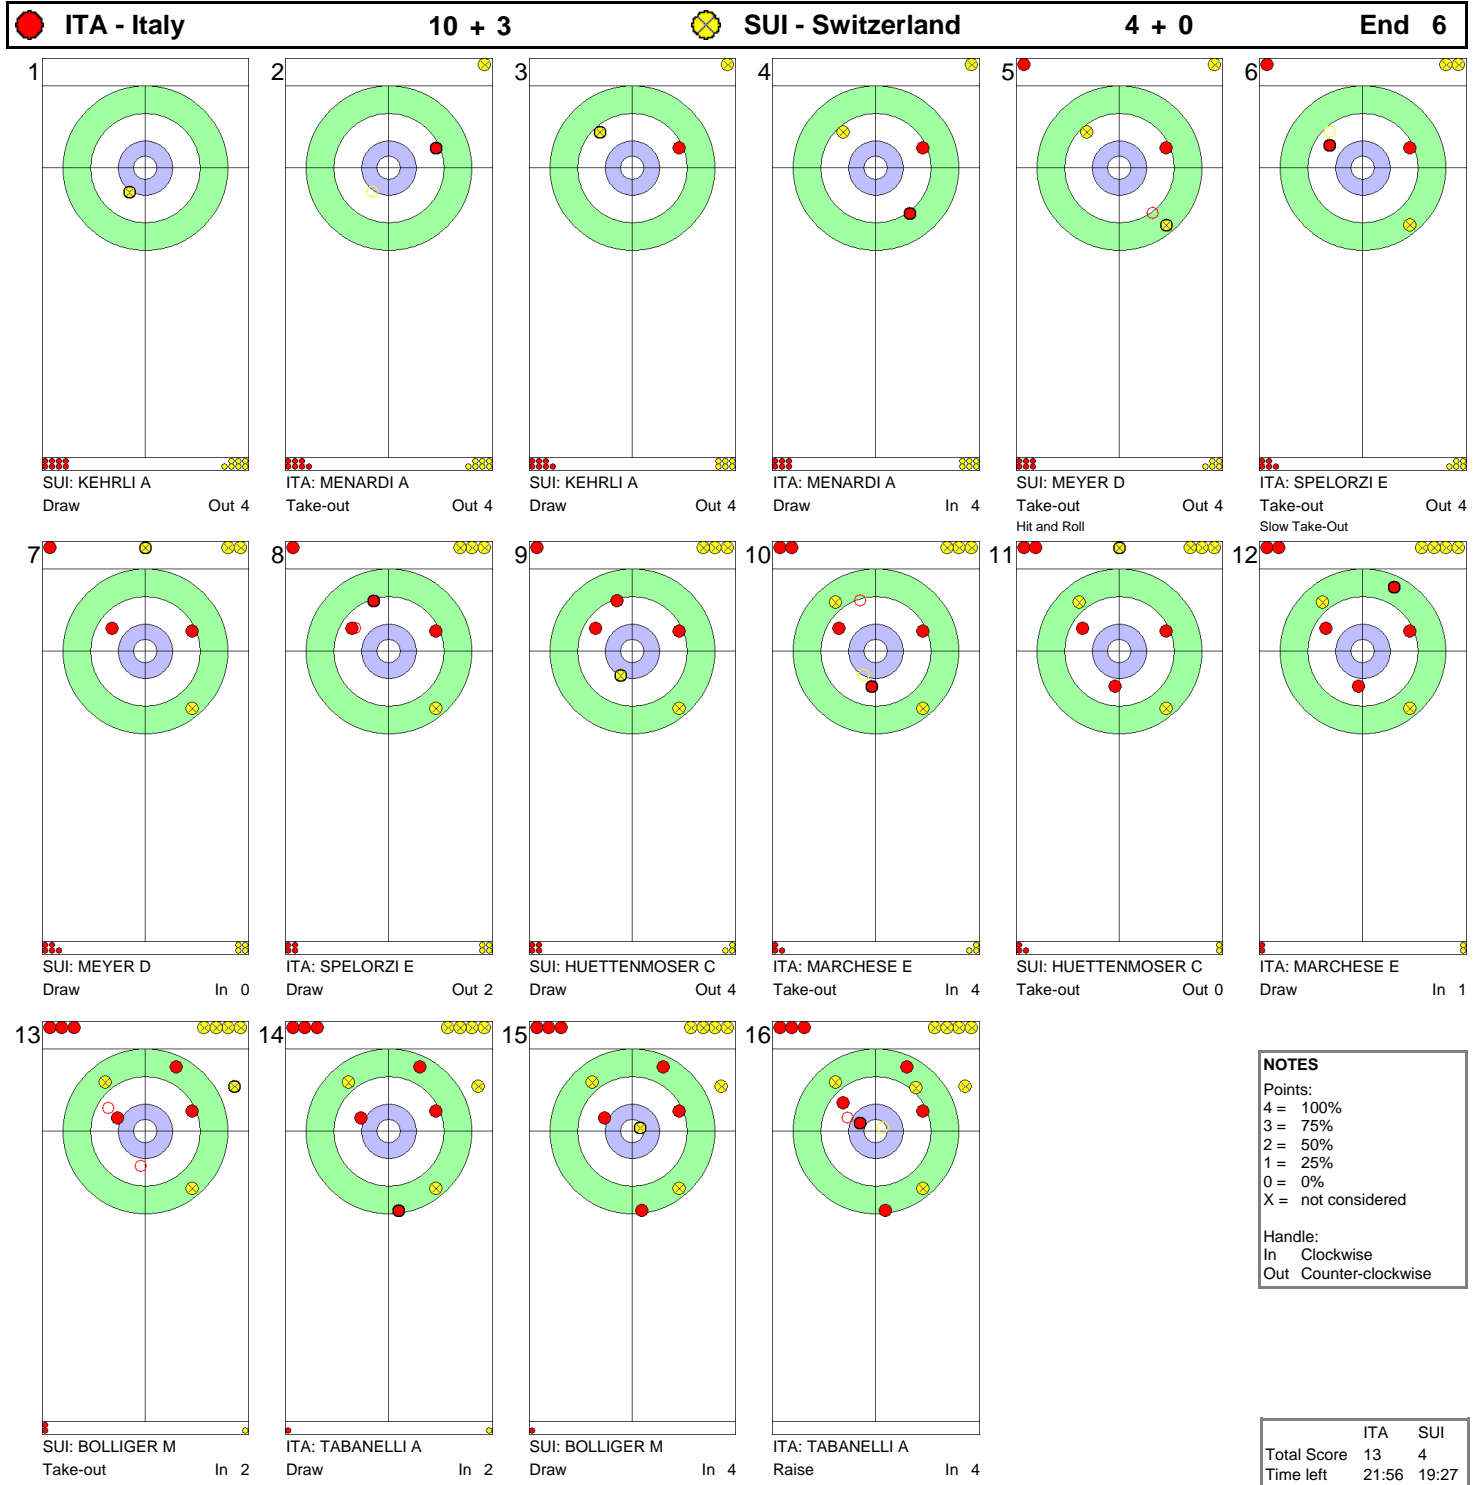 ITA - Italy 10 + 3 SUI - Switzerland 4 + 0 End 6
1 2 3 4 5 6
SUI: KEHRLI A ITA: MENARDI A SUI: KEHRLI A ITA: MENARDI A SUI: MEYER D ITA: SPELORZI E
Draw Out 4 Take-out Out 4 Draw Out 4 Draw In 4 Take-out Out 4 Take-out Out 4
Hit and Roll Slow Take-Out
7 8 9 10 11 12
SUI: MEYER D ITA: SPELORZI E SUI: HUETTENMOSER C ITA: MARCHESE E SUI: HUETTENMOSER C ITA: MARCHESE E
Draw In 0 Draw Out 2 Draw Out 4 Take-out In 4 Take-out Out 0 Draw In 1
13 14 15 16
SUI: BOLLIGER M ITA: TABANELLI A SUI: BOLLIGER M ITA: TABANELLI A
Take-out In 2 Draw In 2 Draw In 4 Raise In 4
NOTES
Points:
4 = 100%
3 = 75%
2 = 50%
1 = 25%
0 = 0%
X = not considered
Handle:
In Clockwise
Out Counter-clockwise
ITA SUI
Total Score 13 4
Time left 21:56 19:27